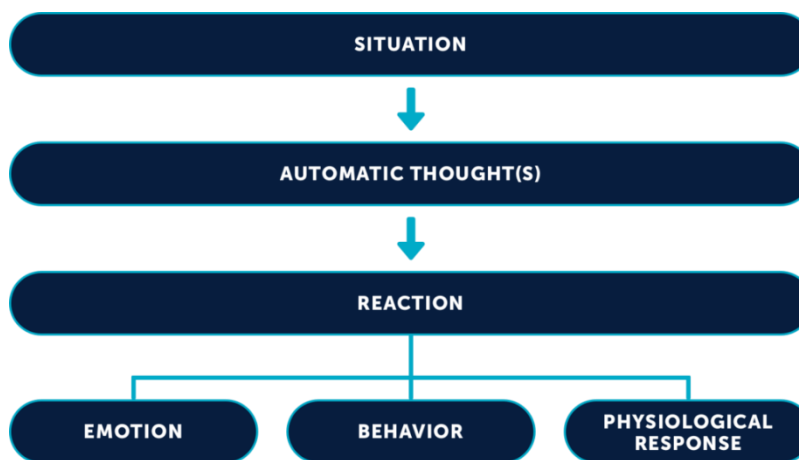 SITUATION
AUTOMATIC THOUGHT(S)
REACTION
EMOTION
BEHAVIOR
PHYSIOLOGICAL
RESPONSE